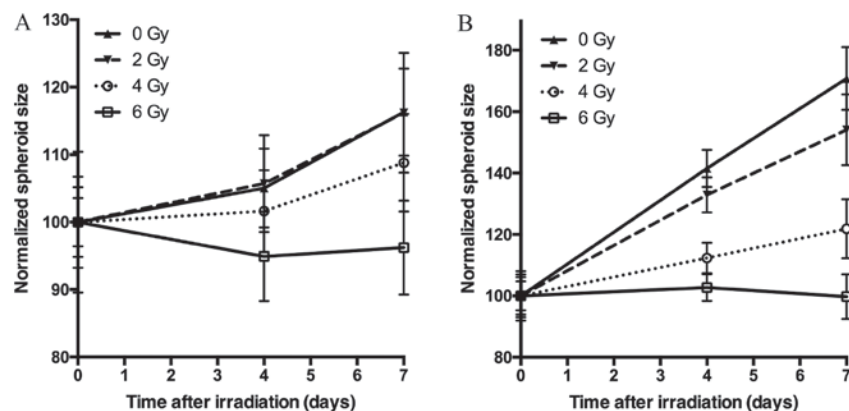 A
0 Gy
2 Gy
4 Gy
6 Gy
Normalized spheroid size
130
120
110
100
90
80
0 1 2 3 4 5 6 7
Time after irradiation (days)
B
0 Gy
2 Gy
4 Gy
6 Gy
Normalized spheroid size
180
160
140
120
100
80
0 1 2 3 4 5 6 7
Time after irradiation (days)